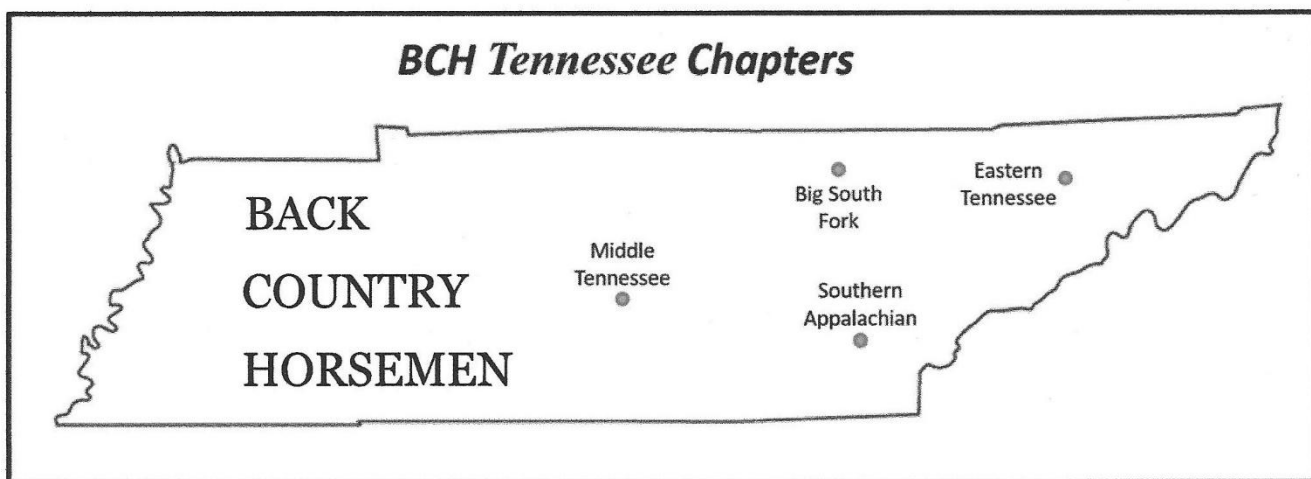 BCH Tennessee Chapters
BACK
COUNTRY
HORSEMEN
Middle
Tennessee
Big South
Fork
Southern
Appalachian
Eastern
Tennessee